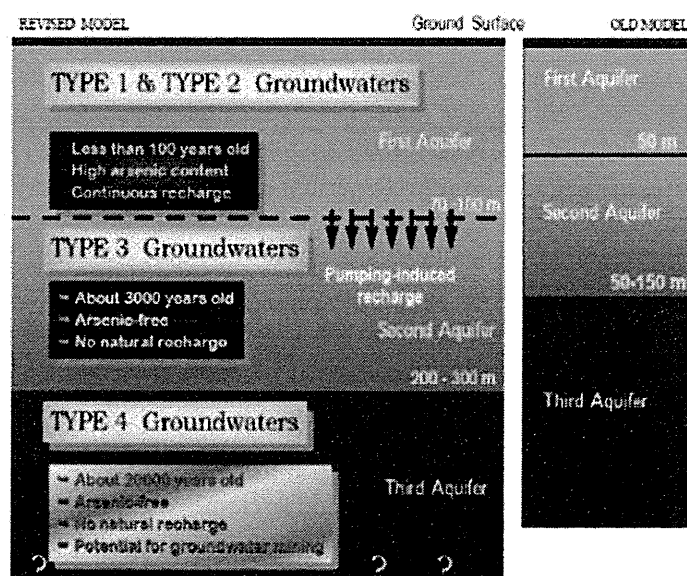 REVISED MODEL
Ground Surface
OLD MODEL
TYPE 1 & TYPE 2 Groundwaters
First Aquifer
Less than 100 years old
High arsenic content
Continuous recharge
70 -100 m
TYPE 3 Groundwaters
About 3000 years old
Arsenic-free
No natural recharge
Pumping-induced
recharge
Second Aquifer
200 - 300 m
TYPE 4 Groundwaters
About 20000 years old
Arsenic-free
No natural recharge
Potential for groundwater mining
Third Aquifer
First Aquifer
50 m
Second Aquifer
50-150 m
Third Aquifer